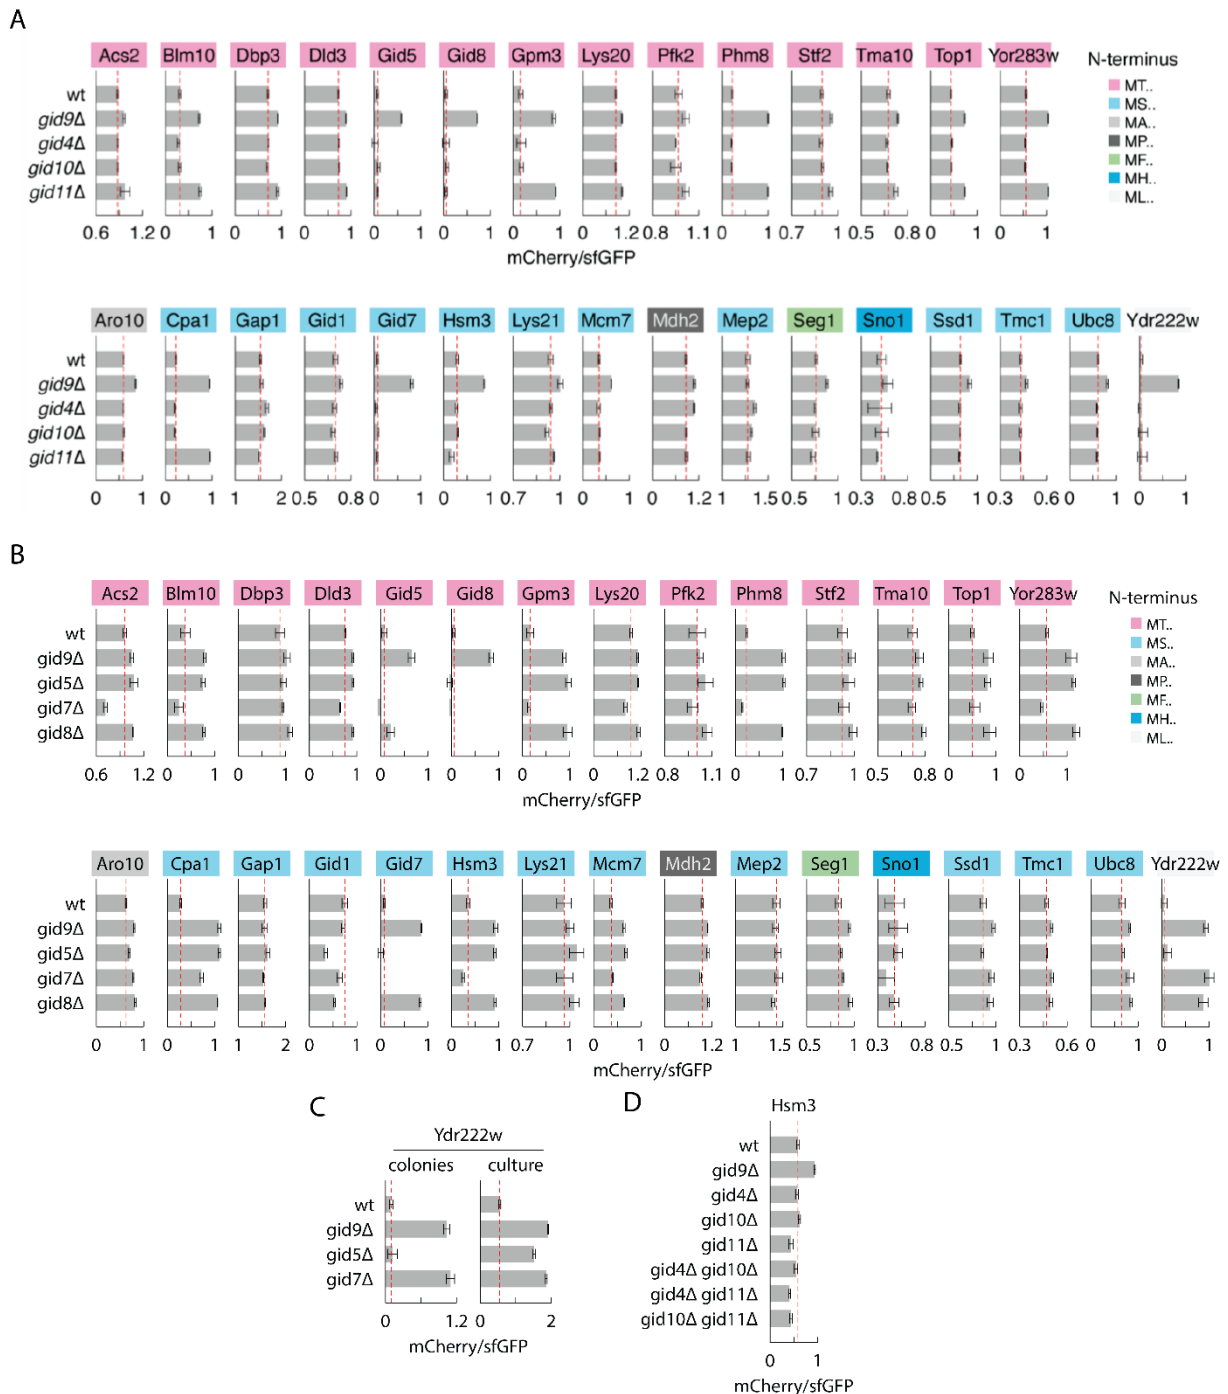 A
Acs2 Blm10 Dbp3 Dld3 Gid5 Gid8 Gpm3 Lys20 Pfk2 Phm8 Stf2 Tma10 Top1 Yor283w
N-terminus
MT..
MS..
MA..
MP..
MF..
MH..
ML..
wt
gid9Δ
gid4Δ
gid10Δ
gid11Δ
0.6 1.2 0 1 0 1 0 1 0 1 0 1 0 1 0 1.2 0.8 1.1 0 1 0.7 1 0.5 0.8 0 1 0 1
mCherry/sfGFP
Aro10 Cpa1 Gap1 Gid1 Gid7 Hsm3 Lys21 Mcm7 Mdh2 Mep2 Seg1 Sno1 Ssd1 Tmc1 Ubc8 Ydr222w
wt
gid9Δ
gid4Δ
gid10Δ
gid11Δ
0 1 0 1 1 2 0.5 0.8 0 1 0 1 0.7 1 0 1 0 1.2 1 1.5 0.5 1 0.3 0.8 0.5 1 0.3 0.6 0 1 0 1
mCherry/sfGFP
B
Acs2 Blm10 Dbp3 Dld3 Gid5 Gid8 Gpm3 Lys20 Pfk2 Phm8 Stf2 Tma10 Top1 Yor283w
N-terminus
MT..
MS..
MA..
MP..
MF..
MH..
ML..
wt
gid9Δ
gid5Δ
gid7Δ
gid8Δ
0.6 1.2 0 1 0 1 0 1 0 1 0 1 0 1 0 1.2 0.8 1.1 0 1 0.7 1 0.5 0.8 0 1 0 1
mCherry/sfGFP
Aro10 Cpa1 Gap1 Gid1 Gid7 Hsm3 Lys21 Mcm7 Mdh2 Mep2 Seg1 Sno1 Ssd1 Tmc1 Ubc8 Ydr222w
wt
gid9Δ
gid5Δ
gid7Δ
gid8Δ
0 1 0 1 1 2 0.5 0.8 0 1 0 1 0.7 1 0 1 0 1.2 1 1.5 0.5 1 0.3 0.8 0.5 1 0.3 0.6 0 1 0 1
mCherry/sfGFP
C
Ydr222w
colonies culture
wt
gid9Δ
gid5Δ
gid7Δ
0 1.2 0 2
mCherry/sfGFP
D
Hsm3
wt
gid9Δ
gid4Δ
gid10Δ
gid11Δ
gid4Δ gid10Δ
gid4Δ gid11Δ
gid10Δ gid11Δ
0 1
mCherry/sfGFP